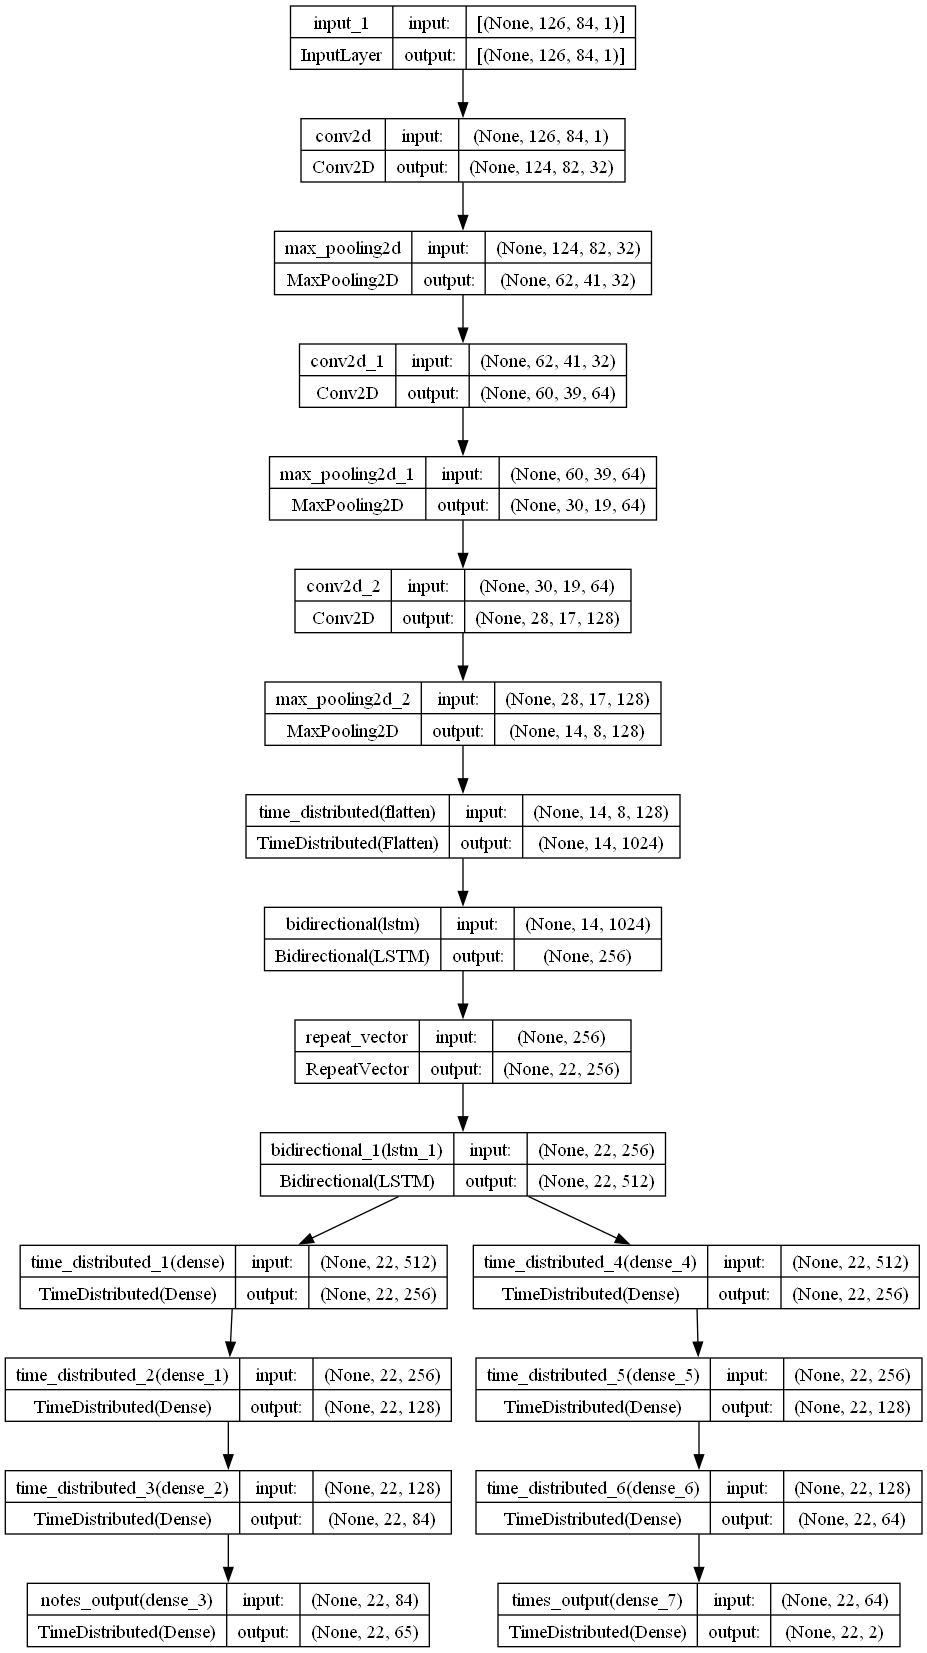 input_1 input: [(None, 126, 84, 1)]
InputLayer output: [(None, 126, 84, 1)]
conv2d input: (None, 126, 84, 1)
Conv2D output: (None, 124, 82, 32)
max_pooling2d input: (None, 124, 82, 32)
MaxPooling2D output: (None, 62, 41, 32)
conv2d_1 input: (None, 62, 41, 32)
Conv2D output: (None, 60, 39, 64)
max_pooling2d_1 input: (None, 60, 39, 64)
MaxPooling2D output: (None, 30, 19, 64)
conv2d_2 input: (None, 30, 19, 64)
Conv2D output: (None, 28, 17, 128)
max_pooling2d_2 input: (None, 28, 17, 128)
MaxPooling2D output: (None, 14, 8, 128)
time_distributed(flatten) input: (None, 14, 8, 128)
TimeDistributed(Flatten) output: (None, 14, 1024)
bidirectional(lstm) input: (None, 14, 1024)
Bidirectional(LSTM) output: (None, 256)
repeat_vector input: (None, 256)
RepeatVector output: (None, 22, 256)
bidirectional_1(lstm_1) input: (None, 22, 256)
Bidirectional(LSTM) output: (None, 22, 512)
time_distributed_1(dense) input: (None, 22, 512)
TimeDistributed(Dense) output: (None, 22, 256)
time_distributed_4(dense_4) input: (None, 22, 512)
TimeDistributed(Dense) output: (None, 22, 256)
time_distributed_2(dense_1) input: (None, 22, 256)
TimeDistributed(Dense) output: (None, 22, 128)
time_distributed_5(dense_5) input: (None, 22, 256)
TimeDistributed(Dense) output: (None, 22, 128)
time_distributed_3(dense_2) input: (None, 22, 128)
TimeDistributed(Dense) output: (None, 22, 84)
time_distributed_6(dense_6) input: (None, 22, 128)
TimeDistributed(Dense) output: (None, 22, 64)
notes_output(dense_3) input: (None, 22, 84)
TimeDistributed(Dense) output: (None, 22, 65)
times_output(dense_7) input: (None, 22, 64)
TimeDistributed(Dense) output: (None, 22, 2)